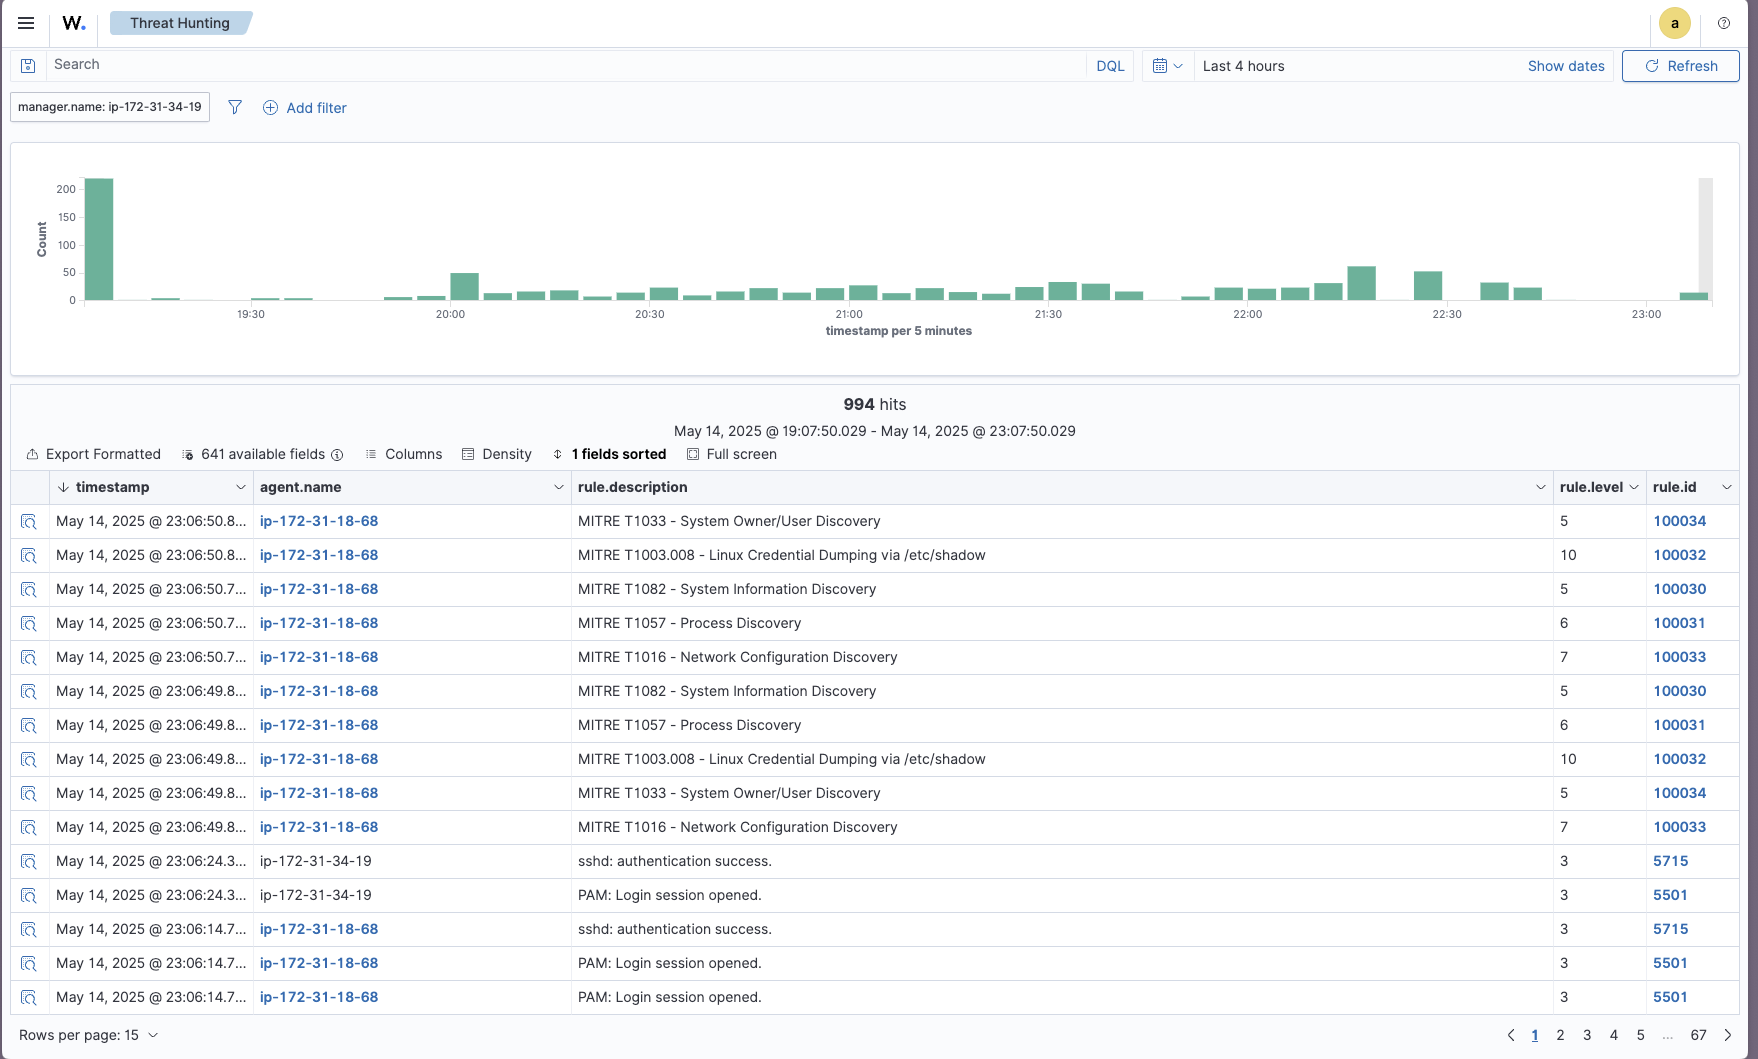 W. Threat Hunting a
Search DQL Last 4 hours Show dates Refresh
manager.name: ip-172-31-34-19 Add filter
Count
200
150
100
50
0
19:30 20:00 20:30 21:00 21:30 22:00 22:30 23:00
timestamp per 5 minutes
994 hits
May 14, 2025 @ 19:07:50.029 - May 14, 2025 @ 23:07:50.029
Export Formatted 641 available fields Columns Density 1 fields sorted Full screen
timestamp agent.name rule.description rule.level rule.id
May 14, 2025 @ 23:06:50.8... ip-172-31-18-68 MITRE T1033 - System Owner/User Discovery 5 100034
May 14, 2025 @ 23:06:50.8... ip-172-31-18-68 MITRE T1003.008 - Linux Credential Dumping via /etc/shadow 10 100032
May 14, 2025 @ 23:06:50.7... ip-172-31-18-68 MITRE T1082 - System Information Discovery 5 100030
May 14, 2025 @ 23:06:50.7... ip-172-31-18-68 MITRE T1057 - Process Discovery 6 100031
May 14, 2025 @ 23:06:50.7... ip-172-31-18-68 MITRE T1016 - Network Configuration Discovery 7 100033
May 14, 2025 @ 23:06:49.8... ip-172-31-18-68 MITRE T1082 - System Information Discovery 5 100030
May 14, 2025 @ 23:06:49.8... ip-172-31-18-68 MITRE T1057 - Process Discovery 6 100031
May 14, 2025 @ 23:06:49.8... ip-172-31-18-68 MITRE T1003.008 - Linux Credential Dumping via /etc/shadow 10 100032
May 14, 2025 @ 23:06:49.8... ip-172-31-18-68 MITRE T1033 - System Owner/User Discovery 5 100034
May 14, 2025 @ 23:06:49.8... ip-172-31-18-68 MITRE T1016 - Network Configuration Discovery 7 100033
May 14, 2025 @ 23:06:24.3... ip-172-31-34-19 sshd: authentication success. 3 5715
May 14, 2025 @ 23:06:24.3... ip-172-31-34-19 PAM: Login session opened. 3 5501
May 14, 2025 @ 23:06:14.7... ip-172-31-18-68 sshd: authentication success. 3 5715
May 14, 2025 @ 23:06:14.7... ip-172-31-18-68 PAM: Login session opened. 3 5501
May 14, 2025 @ 23:06:14.7... ip-172-31-18-68 PAM: Login session opened. 3 5501
Rows per page: 15 1 2 3 4 5 ... 67